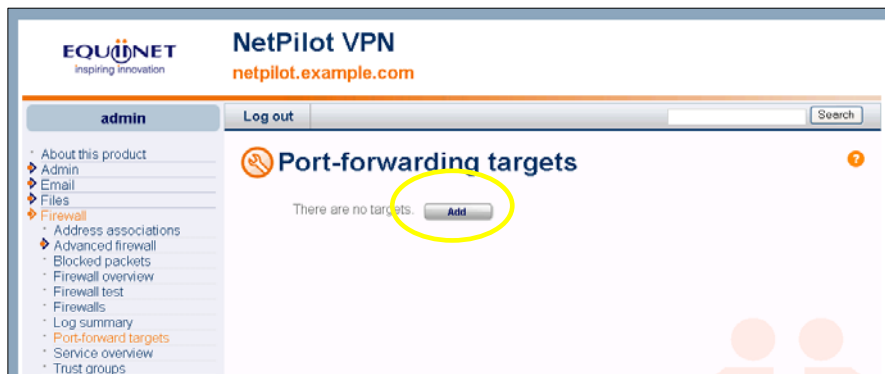 EQUiiNET
inspiring innovation
NetPilot VPN
netpilot.example.com
admin
Log out
Search
About this product
Admin
Email
Files
Firewall
Address associations
Advanced firewall
Blocked packets
Firewall overview
Firewall test
Firewalls
Log summary
Port-forward targets
Service overview
Trust groups
Port-forwarding targets
?
There are no targets. Add